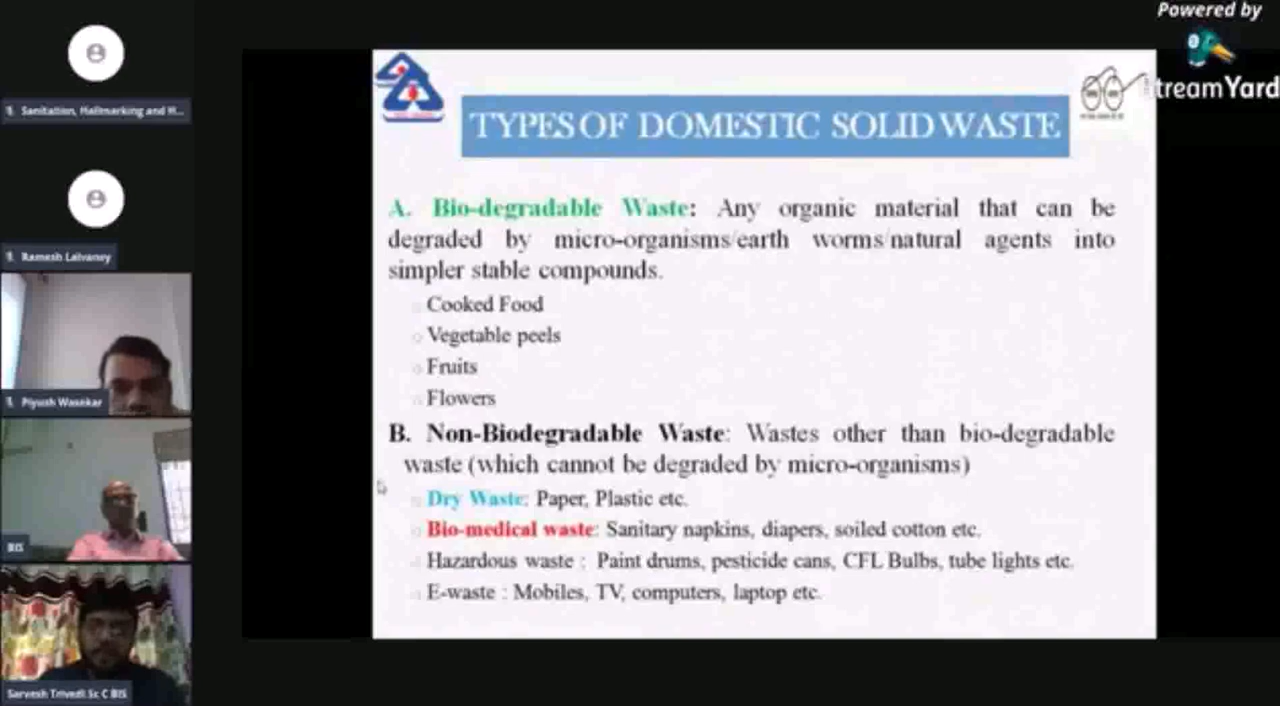 Powered by
StreamYard
Sanitation, Hallmarking and H...
Ramesh Lalvaney
Piyush Wasnkar
BIS
Sarvesh Trivedi Sc C BIS
TYPES OF DOMESTIC SOLID WASTE
A. Bio-degradable Waste: Any organic material that can be
degraded by micro-organisms/earth worms/natural agents into
simpler stable compounds.
Cooked Food
Vegetable peels
Fruits
Flowers
B. Non-Biodegradable Waste: Wastes other than bio-degradable
waste (which cannot be degraded by micro-organisms)
Dry Waste: Paper, Plastic etc.
Bio-medical waste: Sanitary napkins, diapers, soiled cotton etc.
Hazardous waste : Paint drums, pesticide cans, CFL Bulbs, tube lights etc.
E-waste : Mobiles, TV, computers, laptop etc.